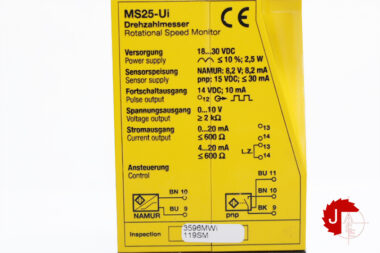 MS25-Ui
Drehzahlmesser
Rotational Speed Monitor
CE
Versorgung 18...30 VDC
Power supply ≤ 10 %; 2,5 W
Sensorspeisung NAMUR: 8,2 V; 8,2 mA
Sensor supply pnp: 15 VDC; ≤ 30 mA
Fortschaltausgang 14 VDC; 10 mA
Pulse output 12
Spannungsausgang 0...10 V
Voltage output ≥ 2 kΩ
Stromausgang 0...20 mA 13
Current output ≤ 600 Ω 14
4...20 mA 13
≤ 600 Ω L.Z. 14
Ansteuerung
Control
BU 11
BN 10 BN 10
BU 9 BK 9
NAMUR pnp
Inspection 3596MWi
119SM